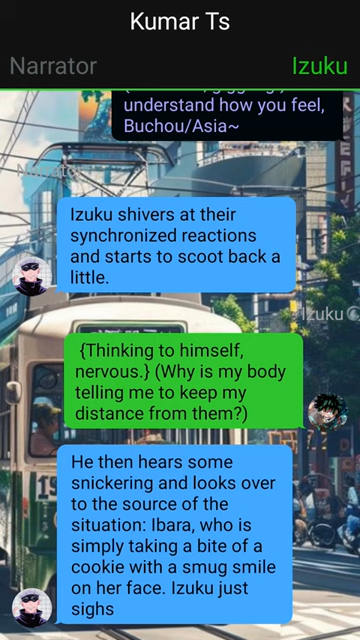 Kumar Ts
Narrator
Izuku
understand how you feel,
Buchou/Asia~
Izuku shivers at their
synchronized reactions
and starts to scoot back a
little.
Izuku
{Thinking to himself,
nervous.} (Why is my body
telling me to keep my
distance from them?)
He then hears some
snickering and looks over
to the source of the
situation: Ibara, who is
simply taking a bite of a
cookie with a smug smile
on her face. Izuku just
sighs